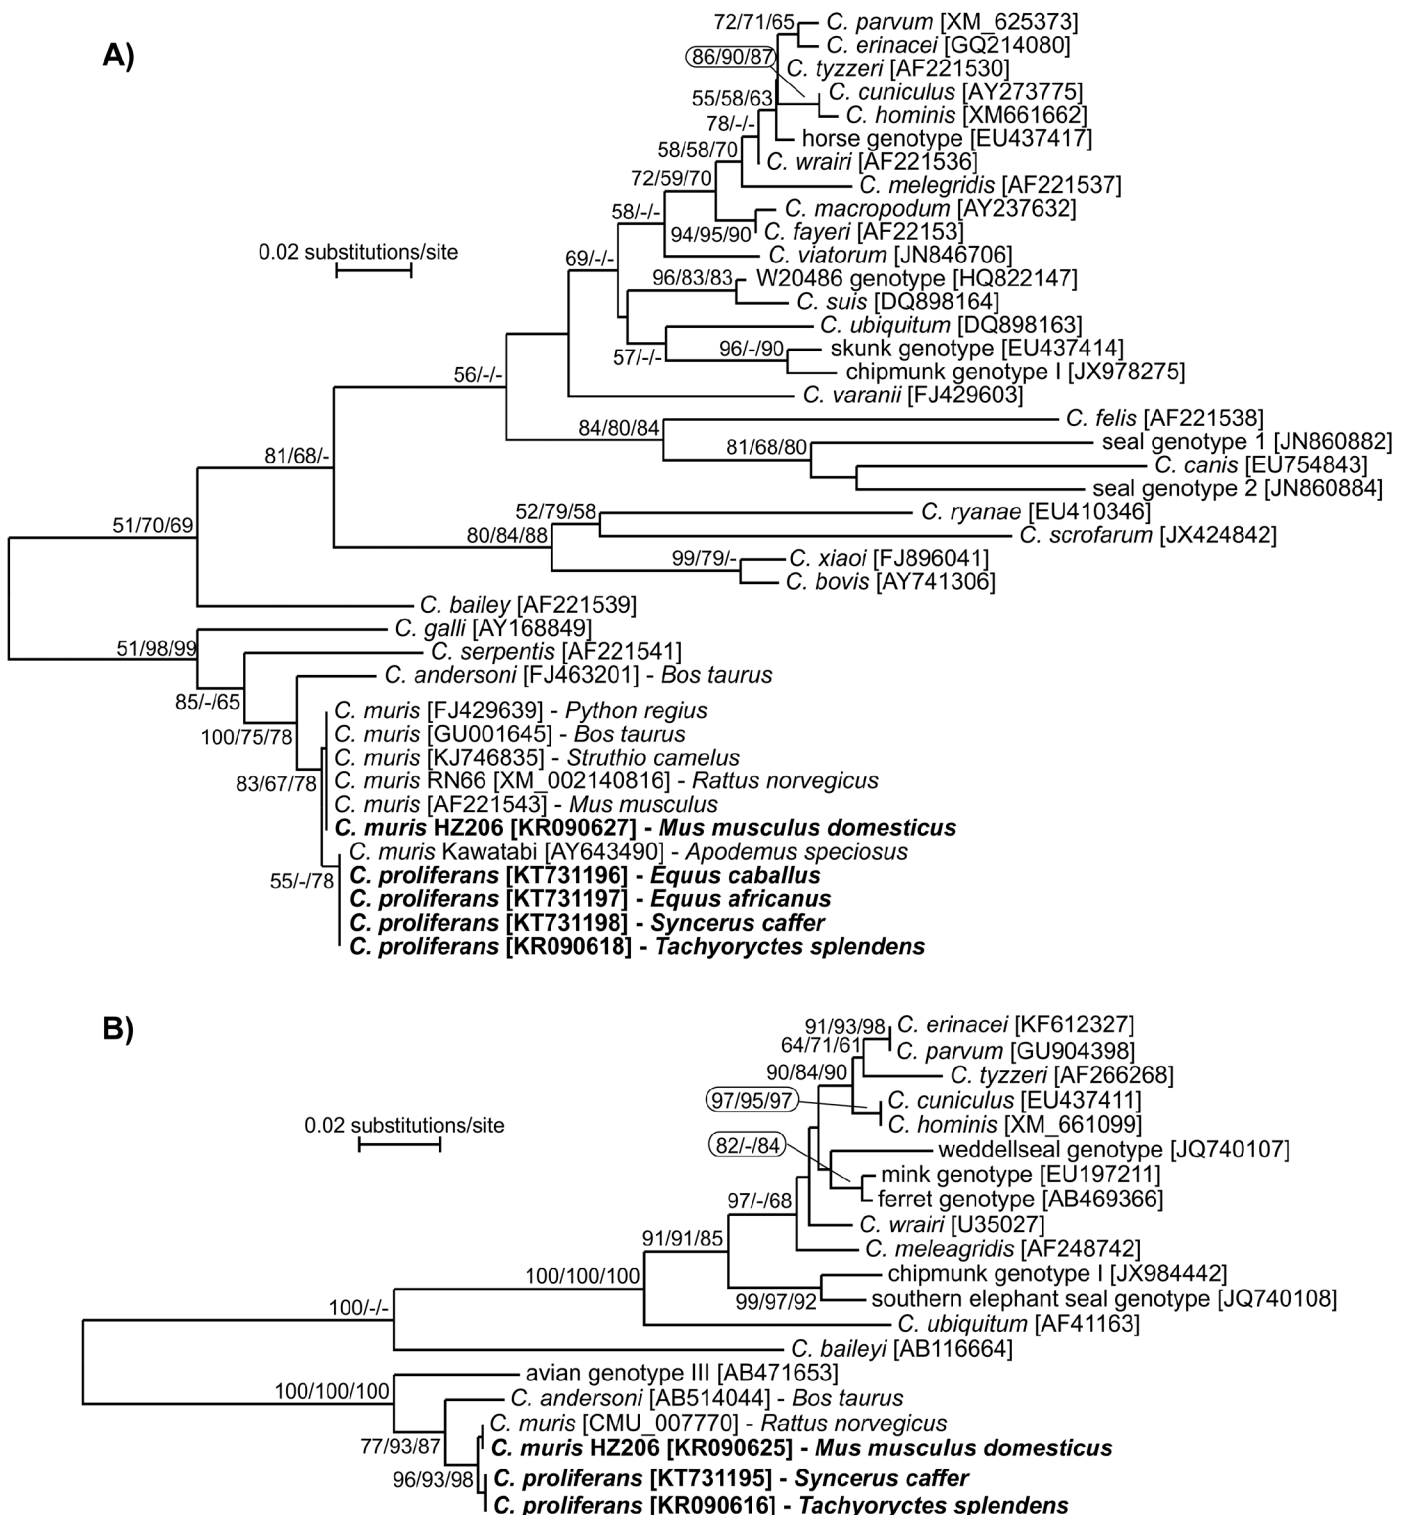 A)
72/71/65
C. parvum [XM_625373]
C. erinacei [GQ214080]
86/90/87
C. tyzzeri [AF221530]
C. cuniculus [AY273775]
55/58/63
C. hominis [XM661662]
78/-/-
horse genotype [EU437417]
58/58/70
C. wrairi [AF221536]
72/59/70
C. melegridis [AF221537]
58/-/-
C. macropodum [AY237632]
94/95/90
C. fayeri [AF22153]
0.02 substitutions/site
69/-/-
C. viatorum [JN846706]
96/83/83
W20486 genotype [HQ822147]
C. suis [DQ898164]
C. ubiquitum [DQ898163]
57/-/-
96/-/90
skunk genotype [EU437414]
chipmunk genotype I [JX978275]
56/-/-
C. varanii [FJ429603]
C. felis [AF221538]
84/80/84
81/68/80
seal genotype 1 [JN860882]
81/68/-
C. canis [EU754843]
seal genotype 2 [JN860884]
52/79/58
C. ryanae [EU410346]
51/70/69
80/84/88
C. scrofarum [JX424842]
99/79/-
C. xiaoi [FJ896041]
C. bovis [AY741306]
C. bailey [AF221539]
C. galli [AY168849]
51/98/99
C. serpentis [AF221541]
C. andersoni [FJ463201] - Bos taurus
85/-/65
C. muris [FJ429639] - Python regius
100/75/78
C. muris [GU001645] - Bos taurus
C. muris [KJ746835] - Struthio camelus
83/67/78
C. muris RN66 [XM_002140816] - Rattus norvegicus
C. muris [AF221543] - Mus musculus
C. muris HZ206 [KR090627] - Mus musculus domesticus
C. muris Kawatabi [AY643490] - Apodemus speciosus
55/-/78
C. proliferans [KT731196] - Equus caballus
C. proliferans [KT731197] - Equus africanus
C. proliferans [KT731198] - Syncerus caffer
C. proliferans [KR090618] - Tachyoryctes splendens
B)
91/93/98
C. erinacei [KF612327]
64/71/61
C. parvum [GU904398]
90/84/90
C. tyzzeri [AF266268]
97/95/97
C. cuniculus [EU437411]
0.02 substitutions/site
C. hominis [XM_661099]
82/-/84
weddellseal genotype [JQ740107]
mink genotype [EU197211]
97/-/68
ferret genotype [AB469366]
C. wrairi [U35027]
91/91/85
C. meleagridis [AF248742]
100/100/100
chipmunk genotype I [JX984442]
99/97/92
southern elephant seal genotype [JQ740108]
100/-/-
C. ubiquitum [AF41163]
C. baileyi [AB116664]
avian genotype III [AB471653]
100/100/100
C. andersoni [AB514044] - Bos taurus
C. muris [CMU_007770] - Rattus norvegicus
77/93/87
C. muris HZ206 [KR090625] - Mus musculus domesticus
96/93/98
C. proliferans [KT731195] - Syncerus caffer
C. proliferans [KR090616] - Tachyoryctes splendens